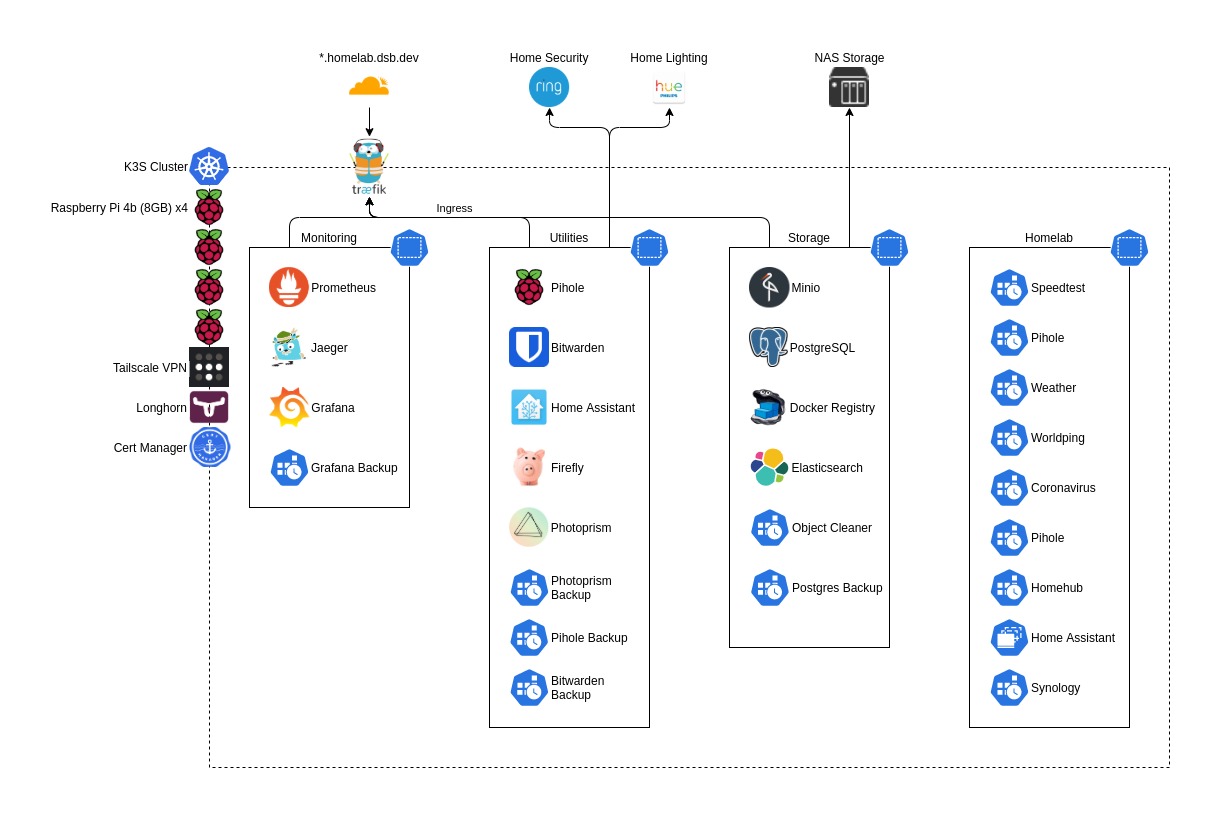 *.homelab.dsb.dev
Home Security
Home Lighting
NAS Storage
ring
hue
PHILIPS
K3S Cluster
træfik
Raspberry Pi 4b (8GB) x4
Ingress
Monitoring
Utilities
Storage
Homelab
Prometheus
Jaeger
Grafana
Grafana Backup
Pihole
Bitwarden
Home Assistant
Firefly
Photoprism
Photoprism
Backup
Pihole Backup
Bitwarden
Backup
Minio
PostgreSQL
Docker Registry
Elasticsearch
Object Cleaner
Postgres Backup
Speedtest
Pihole
Weather
Worldping
Coronavirus
Pihole
Homehub
Home Assistant
Synology
Tailscale VPN
Longhorn
Cert Manager
CERT
MANAGER